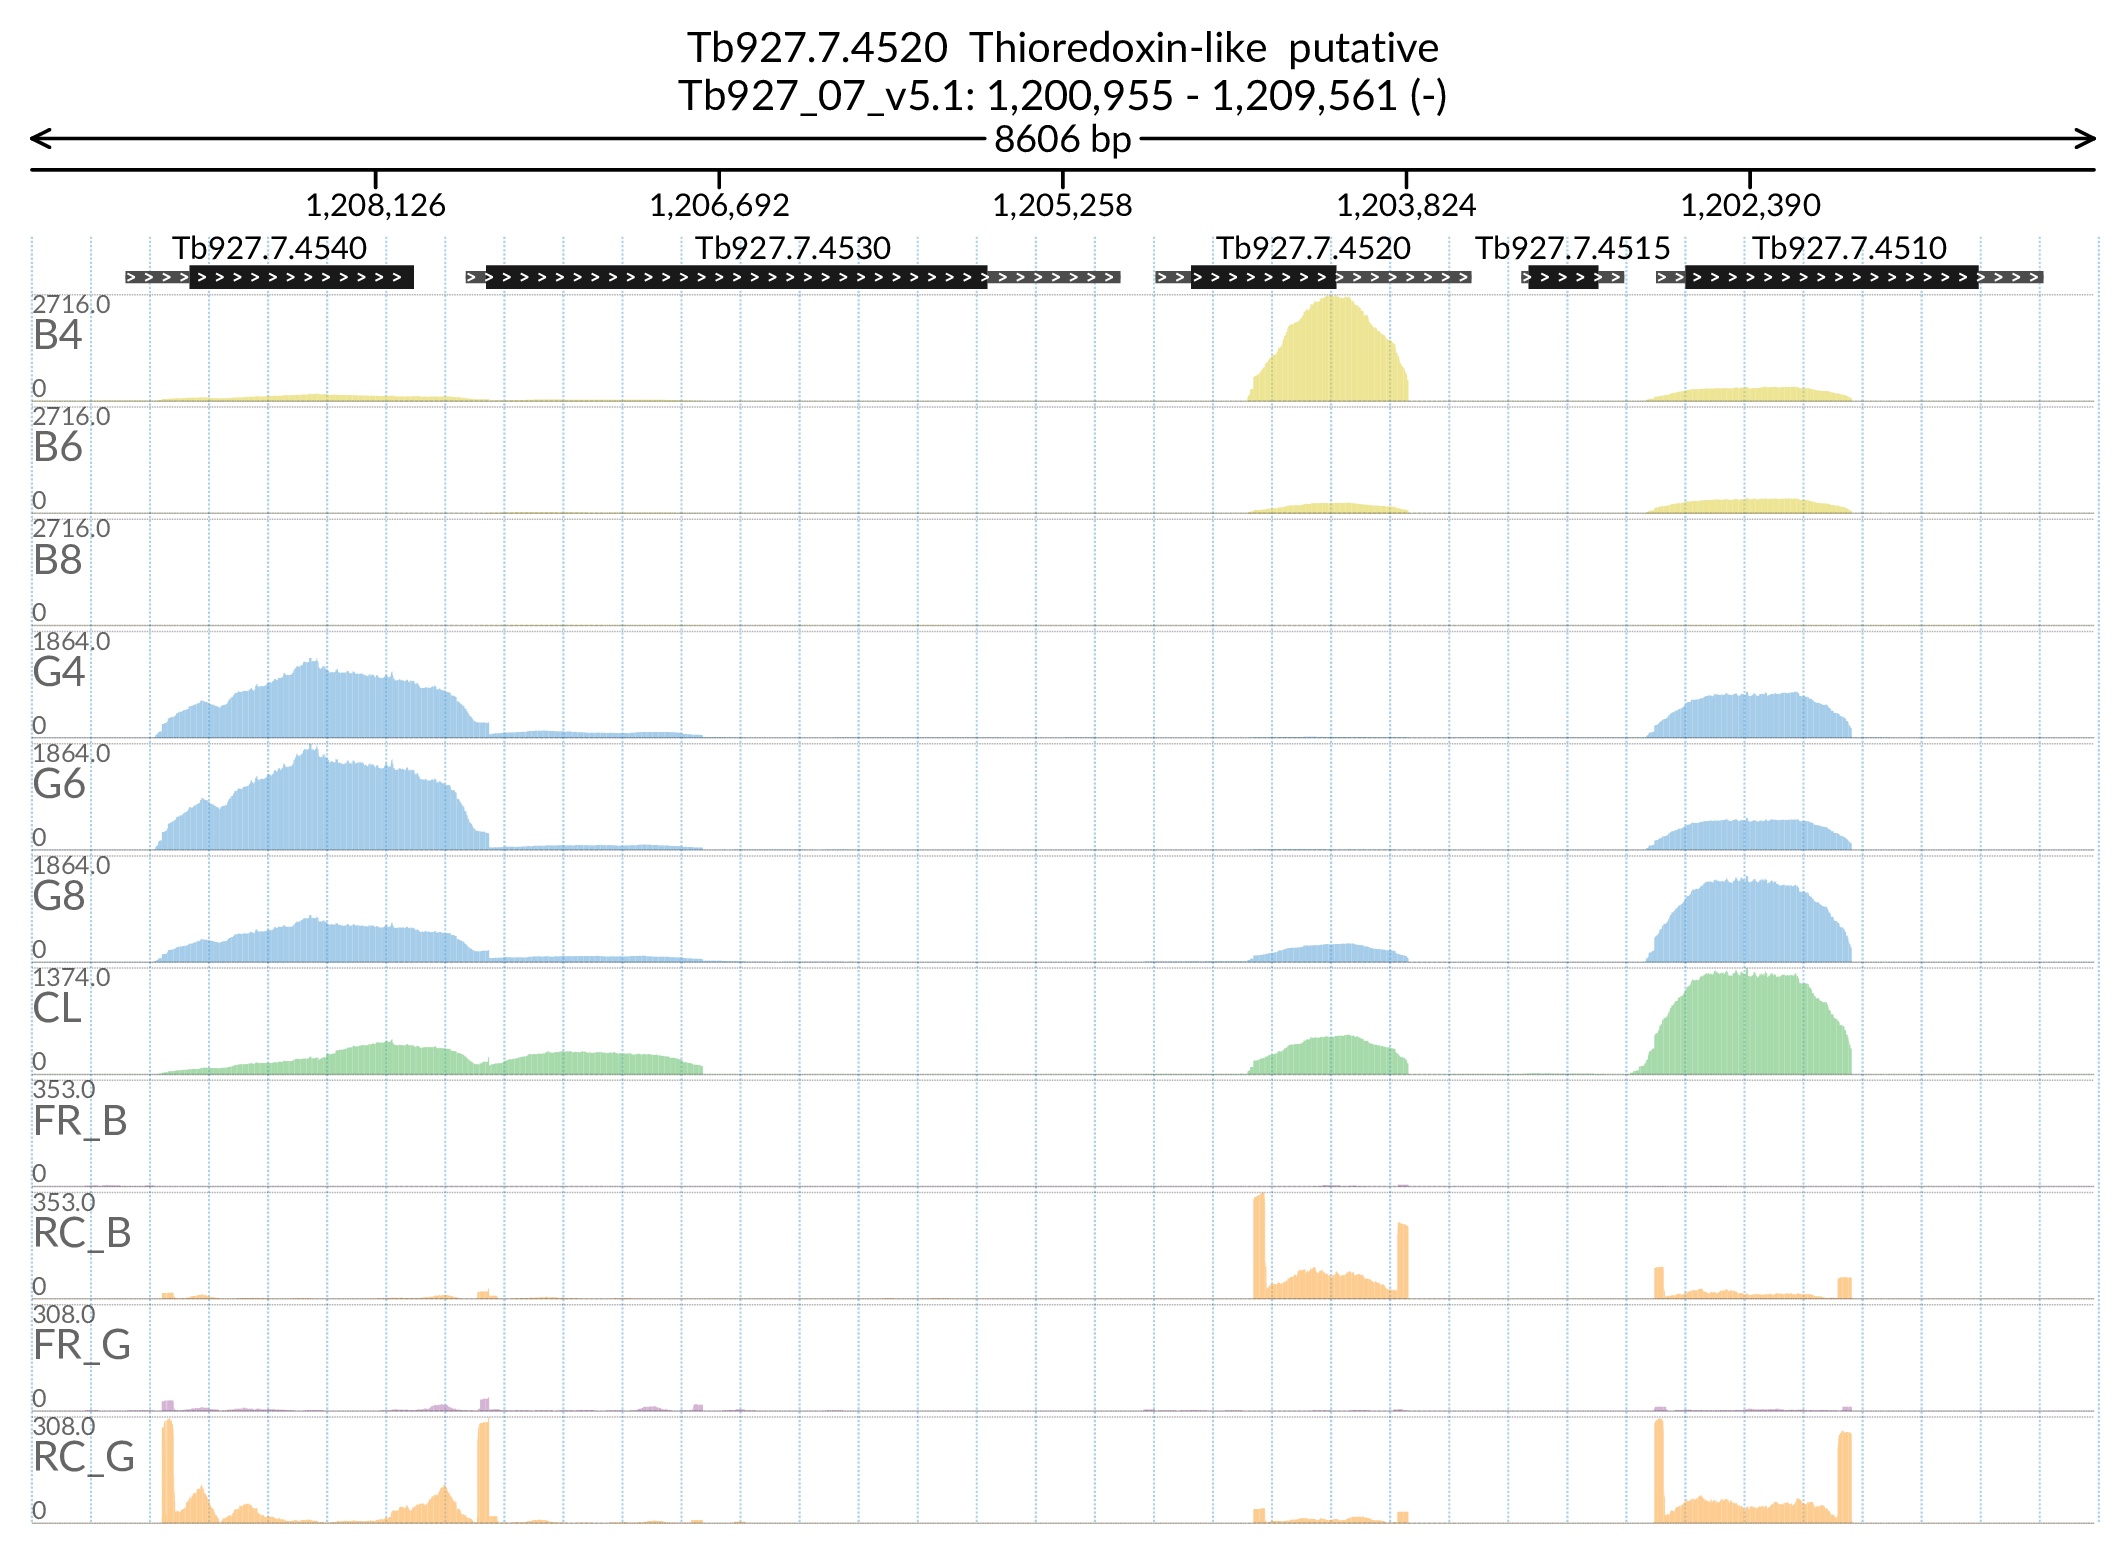 Tb927.7.4520 Thioredoxin-like putative
Tb927_07_v5.1: 1,200,955 - 1,209,561 (-)
8606 bp
1,208,126 1,206,692 1,205,258 1,203,824 1,202,390
Tb927.7.4540 Tb927.7.4530 Tb927.7.4520 Tb927.7.4515 Tb927.7.4510
2716.0
B4
0
2716.0
B6
0
2716.0
B8
0
1864.0
G4
0
1864.0
G6
0
1864.0
G8
0
1374.0
CL
0
353.0
FR_B
0
353.0
RC_B
0
308.0
FR_G
0
308.0
RC_G
0